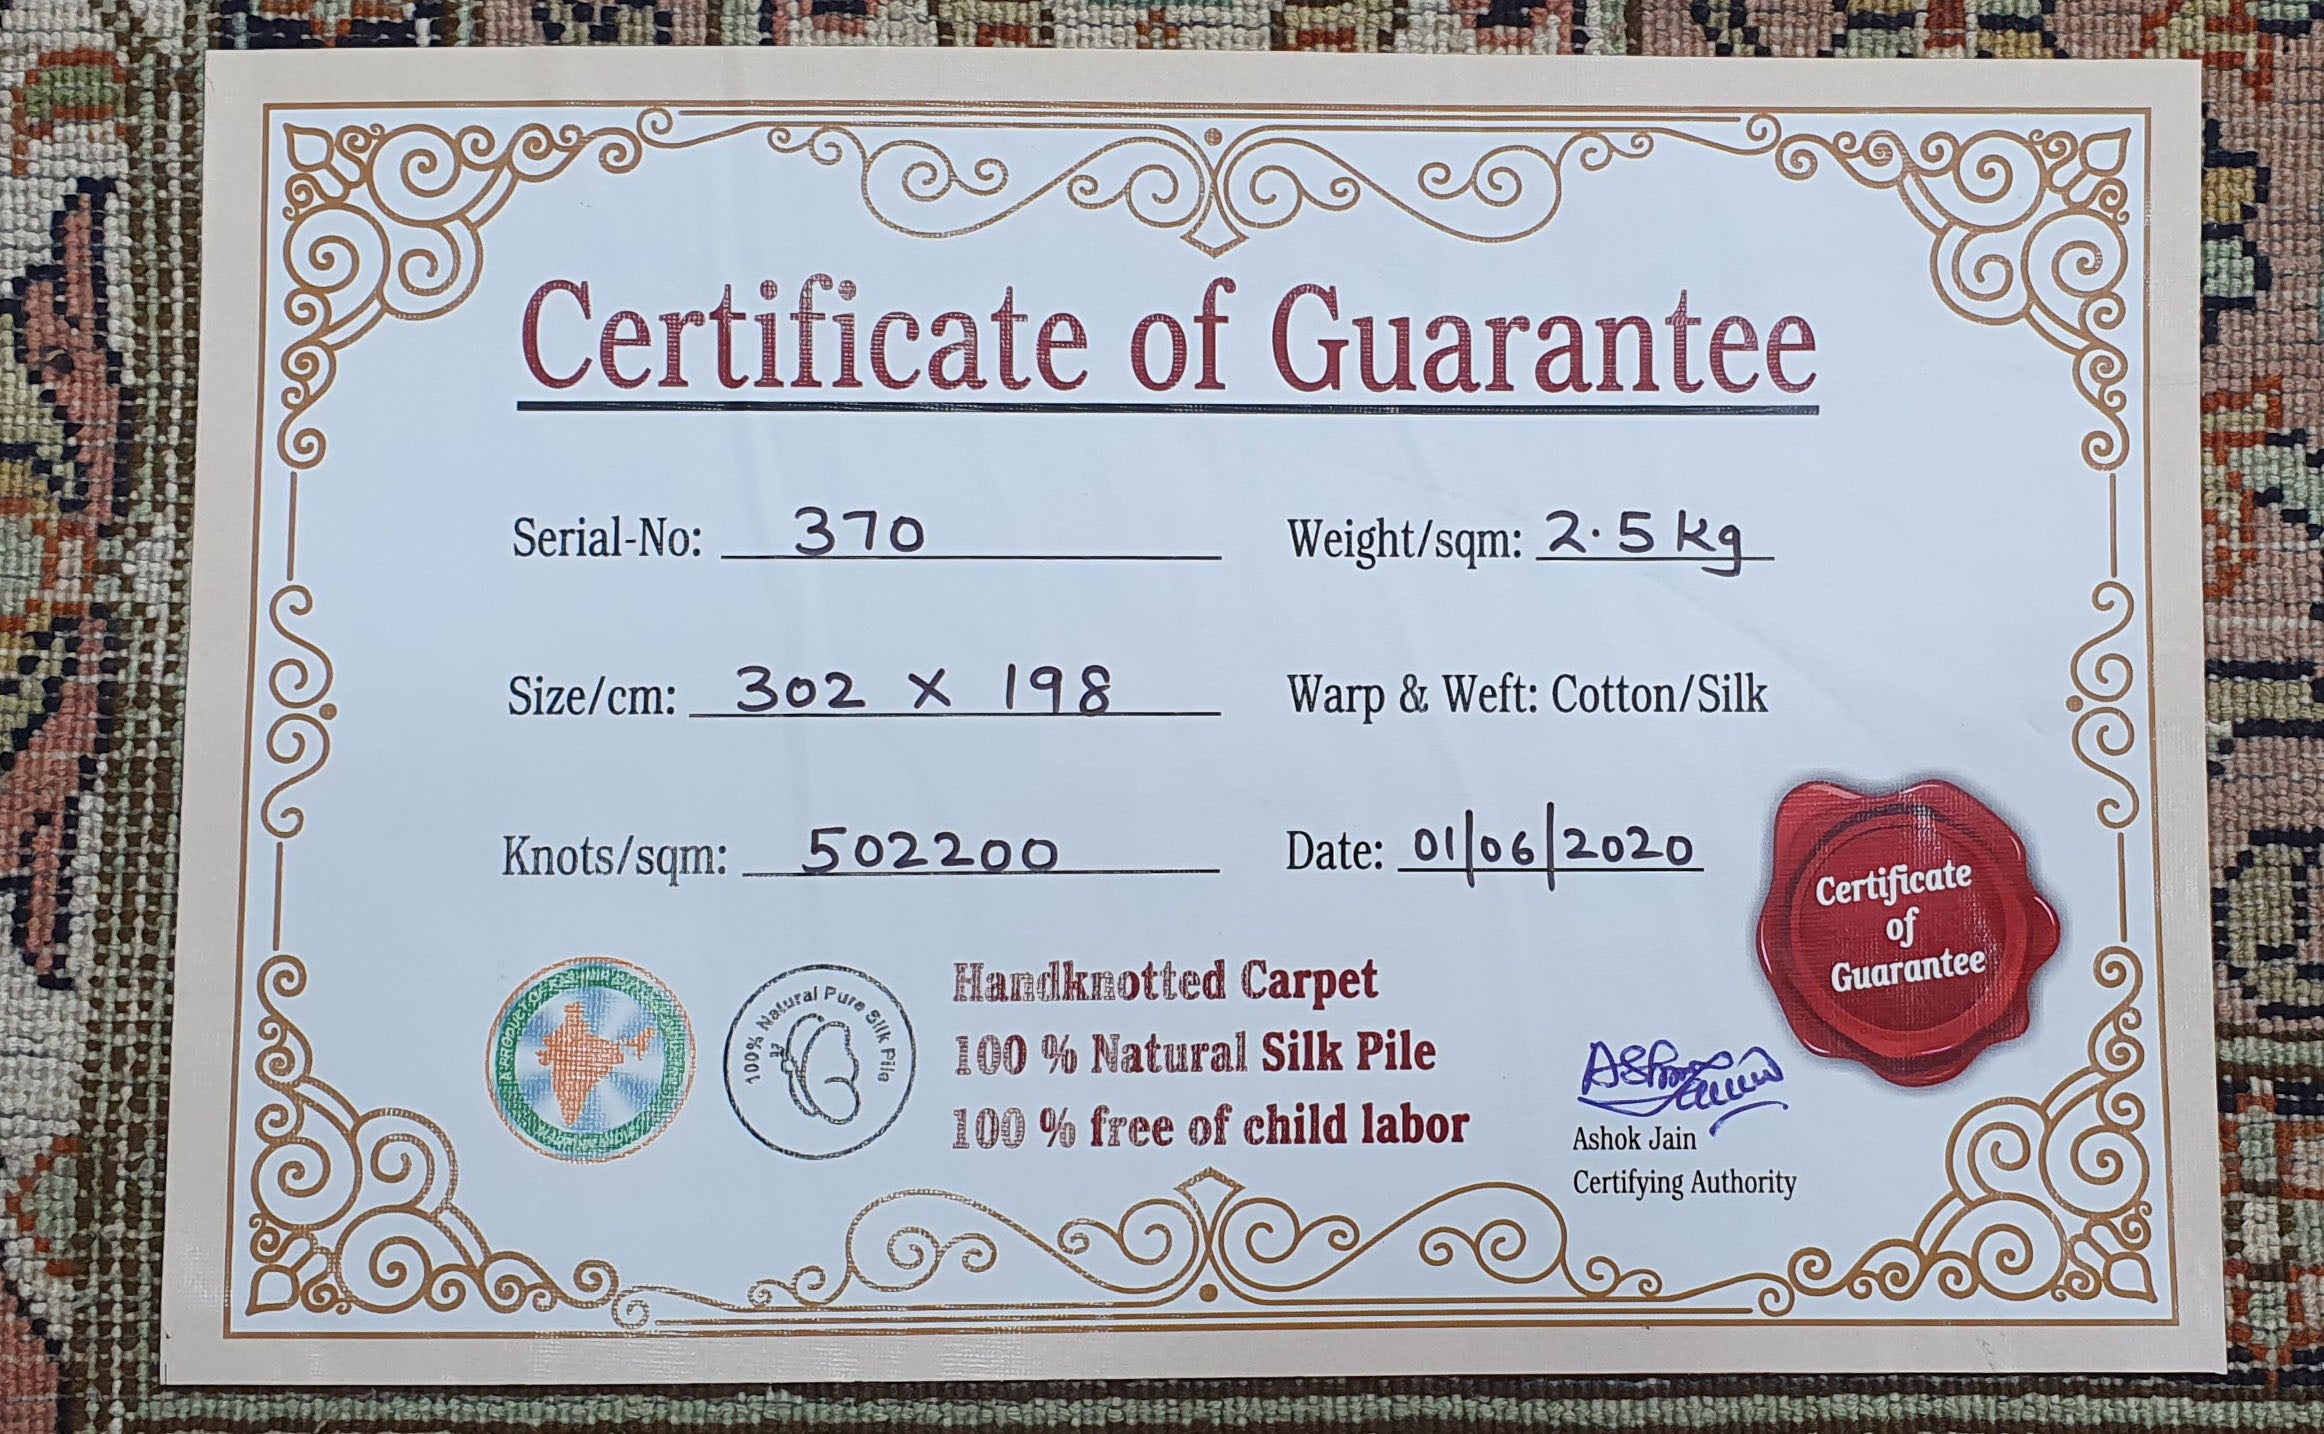 Certificate of Guarantee
Serial-No: 370
Weight/sqm: 2.5 kg
Size/cm: 302 x 198
Warp & Weft: Cotton/Silk
Knots/sqm: 502200
Date: 01/06/2020
Certificate
of
Guarantee
100% Natural Pure Silk Pile
Handknotted Carpet
100 % Natural Silk Pile
100 % free of child labor
Ashok Jain
Certifying Authority